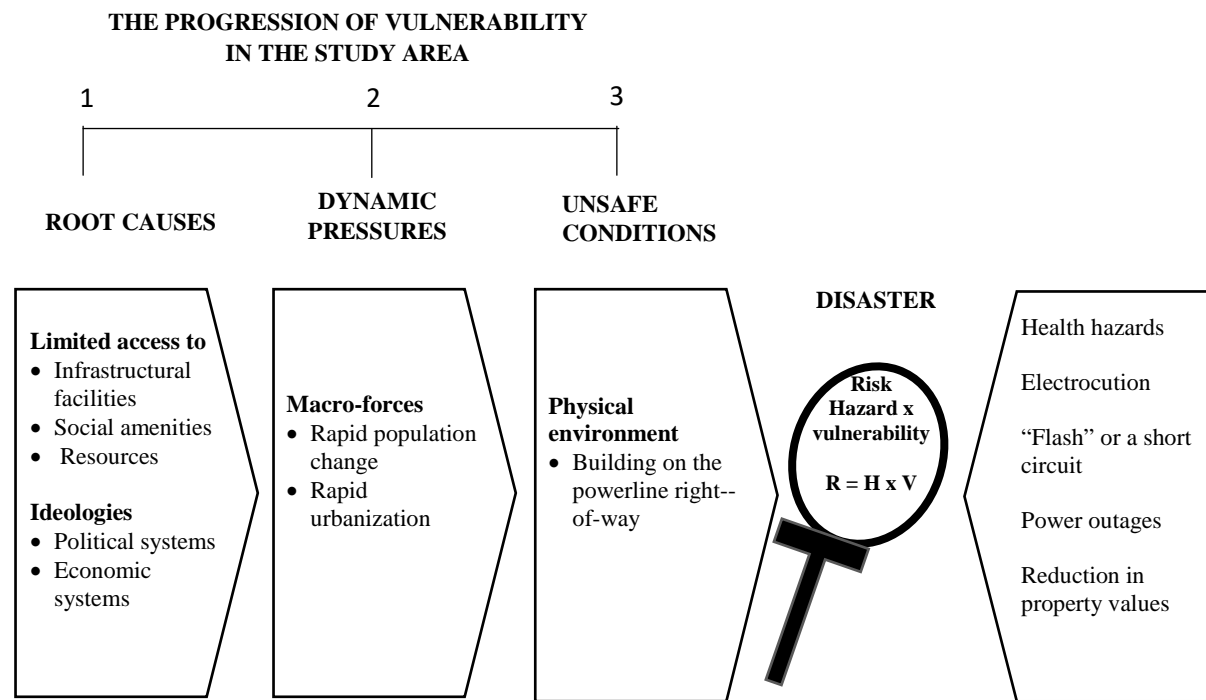 THE PROGRESSION OF VULNERABILITY
IN THE STUDY AREA
1
2
3
ROOT CAUSES
DYNAMIC
PRESSURES
UNSAFE
CONDITIONS
Limited access to
• Infrastructural
facilities
• Social amenities
• Resources
Ideologies
• Political systems
• Economic
systems
Macro-forces
• Rapid population
change
• Rapid
urbanization
Physical
environment
• Building on the
powerline right--
of-way
DISASTER
Risk
Hazard x
vulnerability
R = H x V
Health hazards
Electrocution
“Flash” or a short
circuit
Power outages
Reduction in
property values